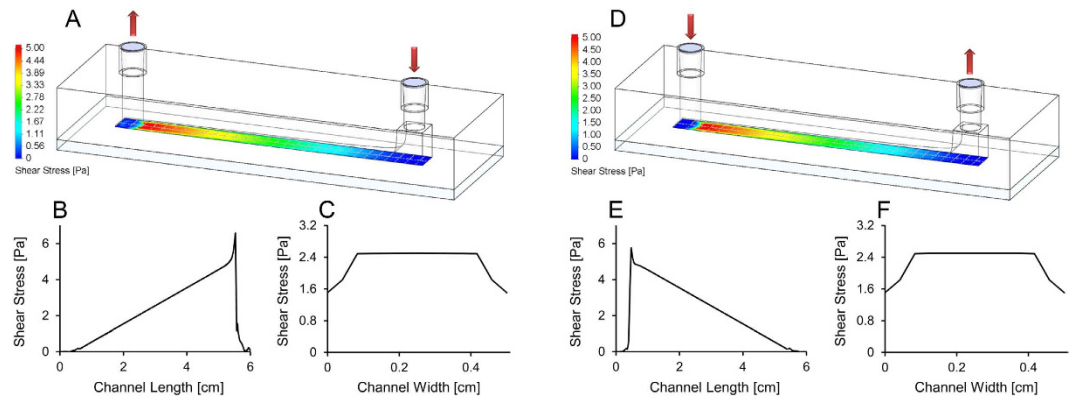 A
5.00
4.44
3.89
3.33
2.78
2.22
1.67
1.11
0.56
0
Shear Stress [Pa]
B
Shear Stress [Pa]
6
4
2
0
0 2 4 6
Channel Length [cm]
C
Shear Stress [Pa]
3.2
2.4
1.6
0.8
0
0 0.2 0.4
Channel Width [cm]
D
5.00
4.50
4.00
3.50
3.00
2.50
2.00
1.50
1.00
0.50
0
Shear Stress [Pa]
E
Shear Stress [Pa]
6
4
2
0
0 2 4 6
Channel Length [cm]
F
Shear Stress [Pa]
3.2
2.4
1.6
0.8
0
0 0.2 0.4
Channel Width [cm]